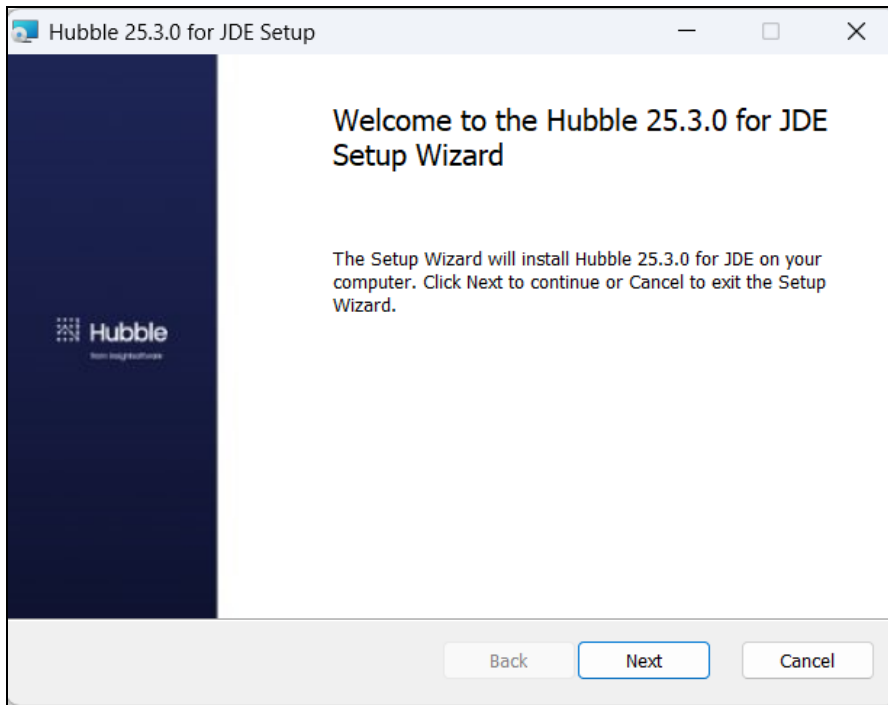 Hubble 25.3.0 for JDE Setup
Welcome to the Hubble 25.3.0 for JDE
Setup Wizard
The Setup Wizard will install Hubble 25.3.0 for JDE on your
computer. Click Next to continue or Cancel to exit the Setup
Wizard.
Hubble
from insightsoftware
Back
Next
Cancel